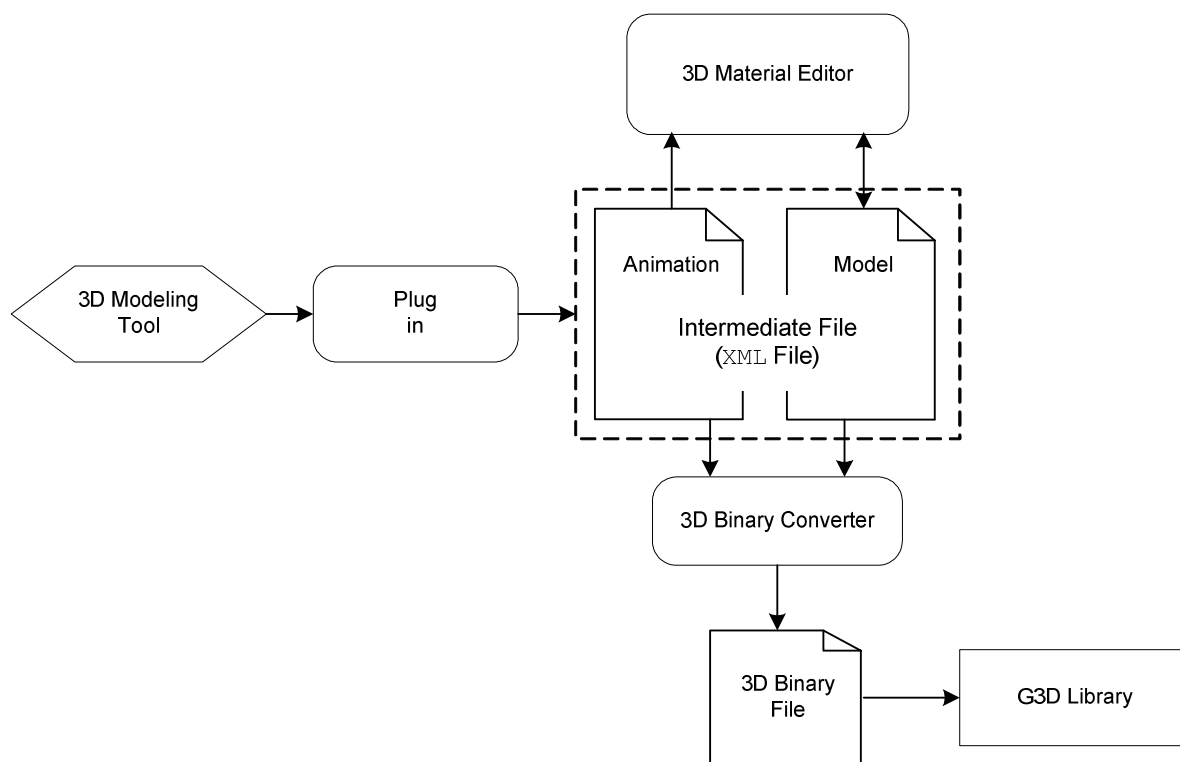 3D Material Editor
Animation
Model
3D Modeling
Tool
Plug
in
Intermediate File
(XML File)
3D Binary Converter
3D Binary
File
G3D Library